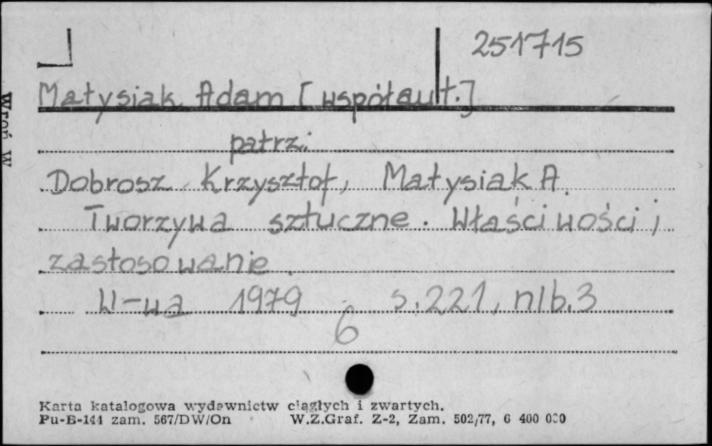 251715
Matysiak Adam [współaut.]
patrz:
Dobrosz Krzysztof, Matysiak A.
Tworzywa sztuczne. Właściwości i
zastosowanie.
W-wa 1979 s. 221, nlb. 3
6
Karta katalogowa wydawnictw ciągłych i zwartych.
Pu-B-141 zam. 567/DW/On W.Z.Graf. Z-2, Zam. 502/77, 6 400 000